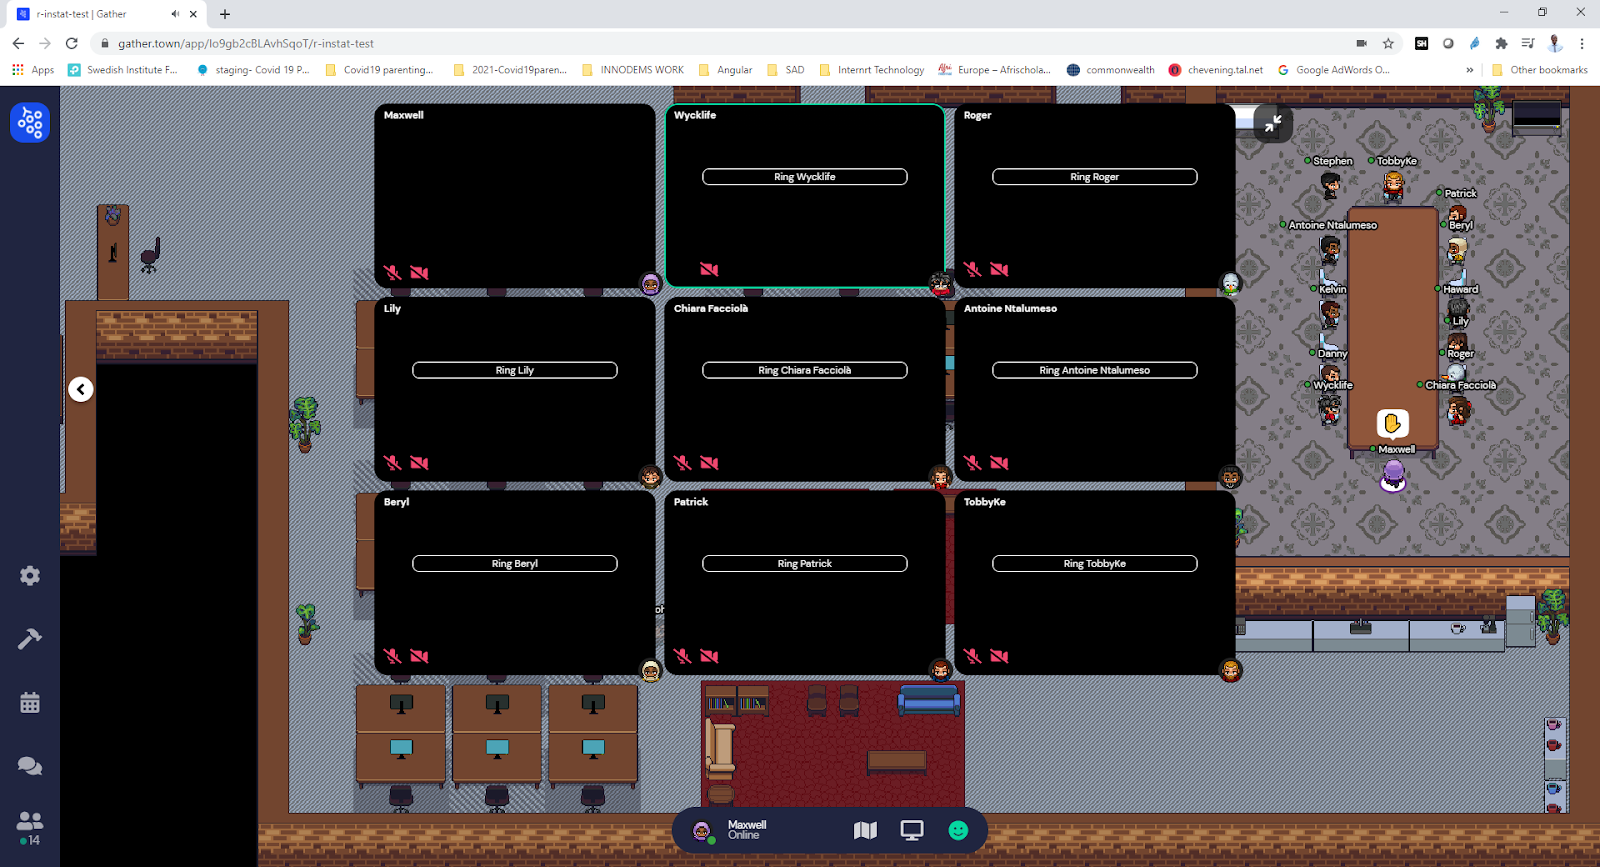 r-instat-test | Gather
gather.town/app/lo9gb2cBLAvhSqoT/r-instat-test
SH
Apps
Swedish Institute F...
staging- Covid 19 P...
Covid19 parenting...
2021-Covid19paren...
INNODEMS WORK
Angular
SAD
Internrt Technology
Europe – Afrischola...
commonwealth
chevening.tal.net
Google AdWords O...
»
Other bookmarks
Maxwell
Wycklife
Ring Wycklife
Roger
Ring Roger
Lily
Ring Lily
Chiara Facciolà
Ring Chiara Facciolà
Antoine Ntalumeso
Ring Antoine Ntalumeso
Beryl
Ring Beryl
Patrick
Ring Patrick
TobbyKe
Ring TobbyKe
Stephen
TobbyKe
Patrick
Antoine Ntalumeso
Beryl
Kelvin
Haward
Lily
Danny
Roger
Wycklife
Chiara Facciolà
Maxwell
14
Maxwell
Online